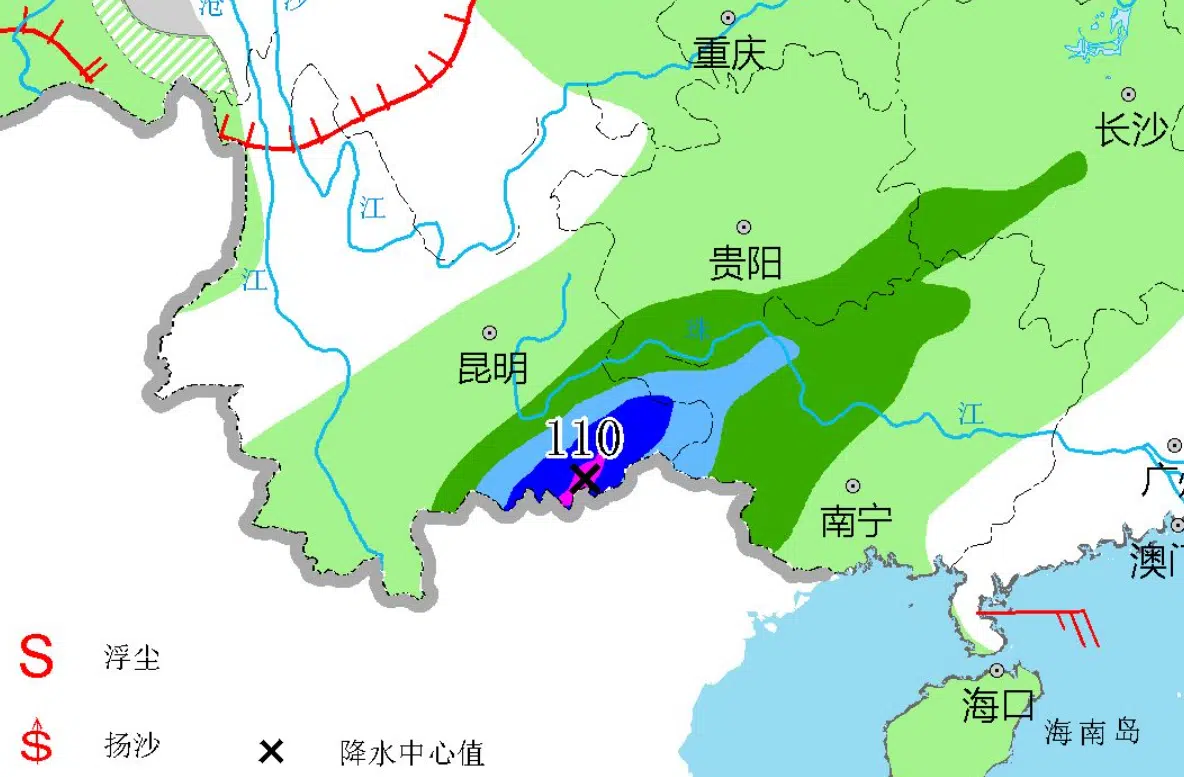 沧
沙
重庆
长沙
江
贵阳
江
珠
昆明
江
110
广
南宁
澳门
浮尘
海口
海南岛
扬沙
降水中心值